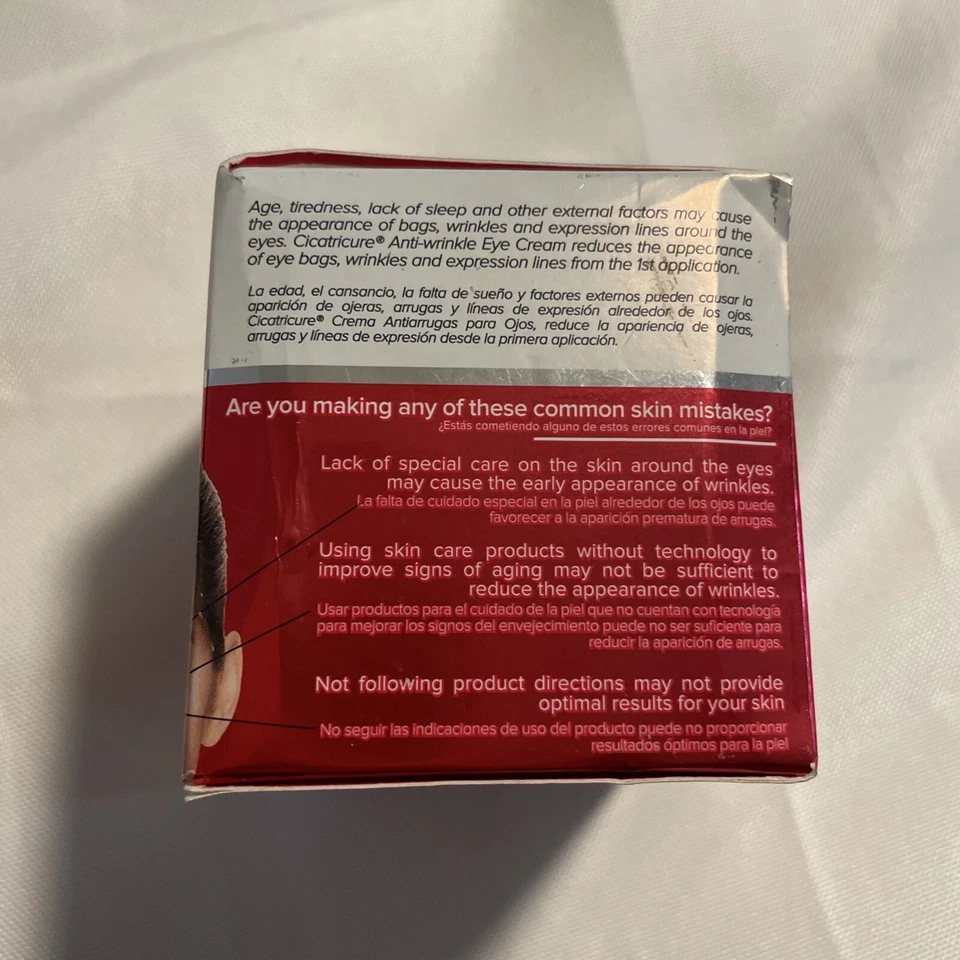 Age, tiredness, lack of sleep and other external factors may cause
the appearance of bags, wrinkles and expression lines around the
eyes. Cicatricure® Anti-wrinkle Eye Cream reduces the appearance
of eye bags, wrinkles and expression lines from the 1st application.
La edad, el cansancio, la falta de sueño y factores externos pueden causar la
aparición de ojeras, arrugas y líneas de expresión alrededor de los ojos.
Cicatricure® Crema Antiarrugas para Ojos, reduce la apariencia de ojeras,
arrugas y líneas de expresión desde la primera aplicación.
Are you making any of these common skin mistakes?
¿Estás cometiendo alguno de estos errores comunes en la piel?
Lack of special care on the skin around the eyes
may cause the early appearance of wrinkles.
La falta de cuidado especial en la piel alrededor de los ojos puede
favorecer a la aparición prematura de arrugas.
Using skin care products without technology to
improve signs of aging may not be sufficient to
reduce the appearance of wrinkles.
Usar productos para el cuidado de la piel que no cuentan con tecnología
para mejorar los signos del envejecimiento puede no ser suficiente para
reducir la aparición de arrugas.
Not following product directions may not provide
optimal results for your skin
No seguir las indicaciones de uso del producto puede no proporcionar
resultados óptimos para la piel